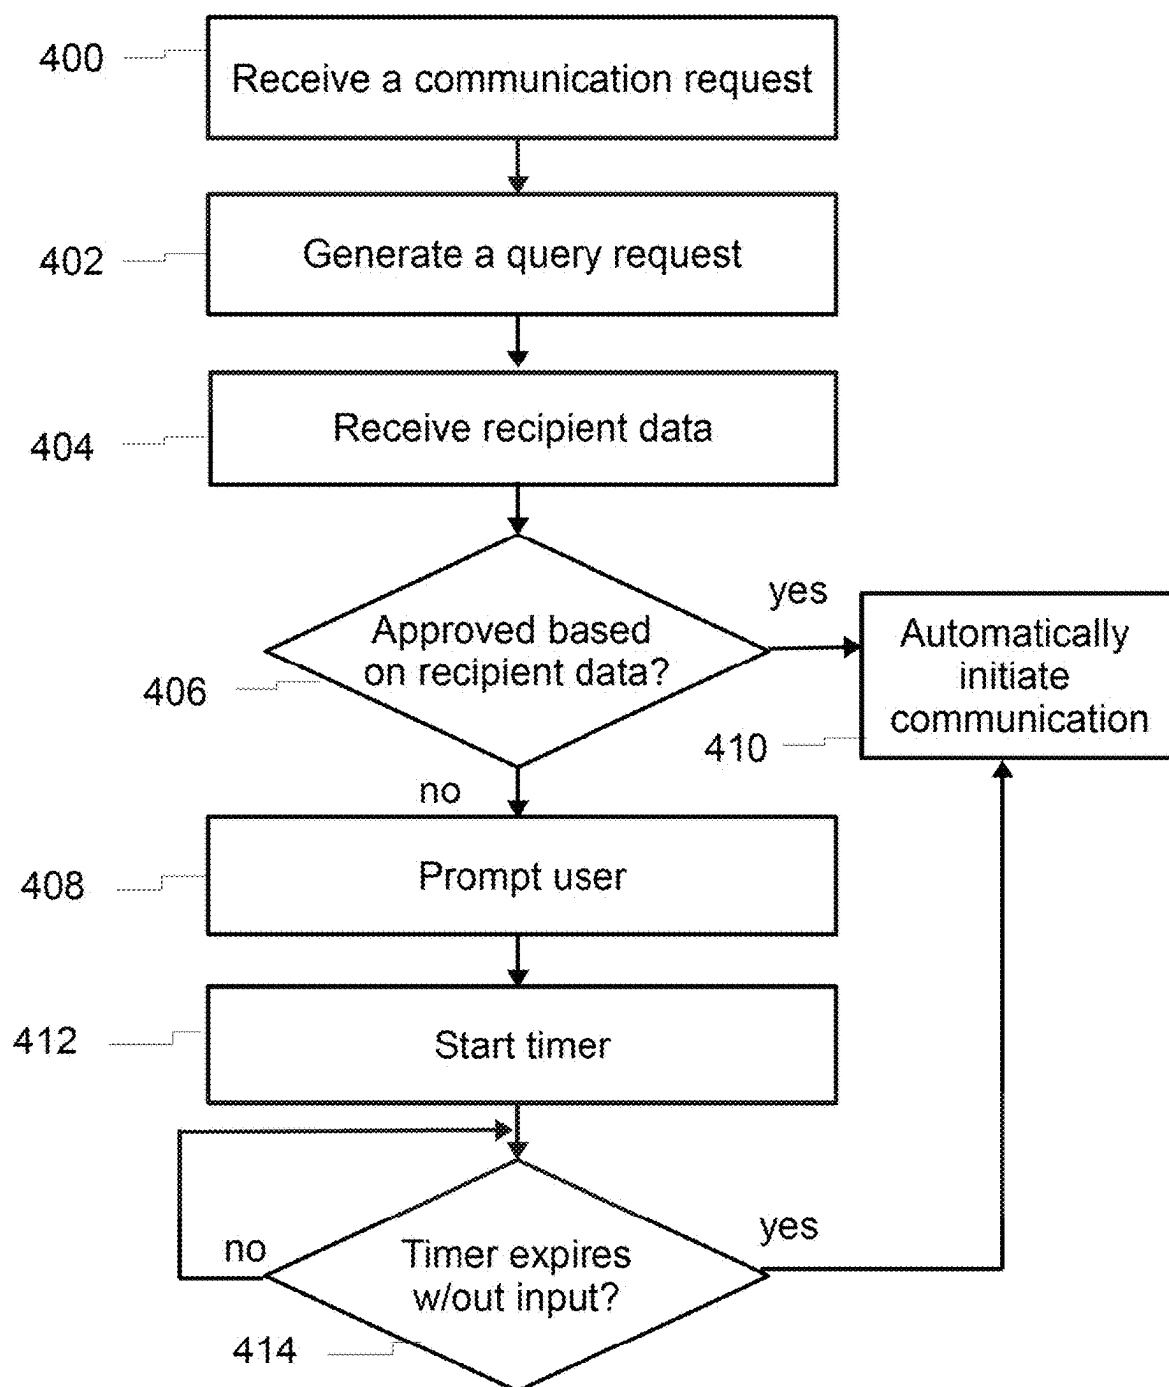 400
Receive a communication request
402
Generate a query request
404
Receive recipient data
yes
Approved based
on recipient data?
406
Automatically
initiate
communication
410
no
408
Prompt user
412
Start timer
no
yes
Timer expires
w/out input?
414